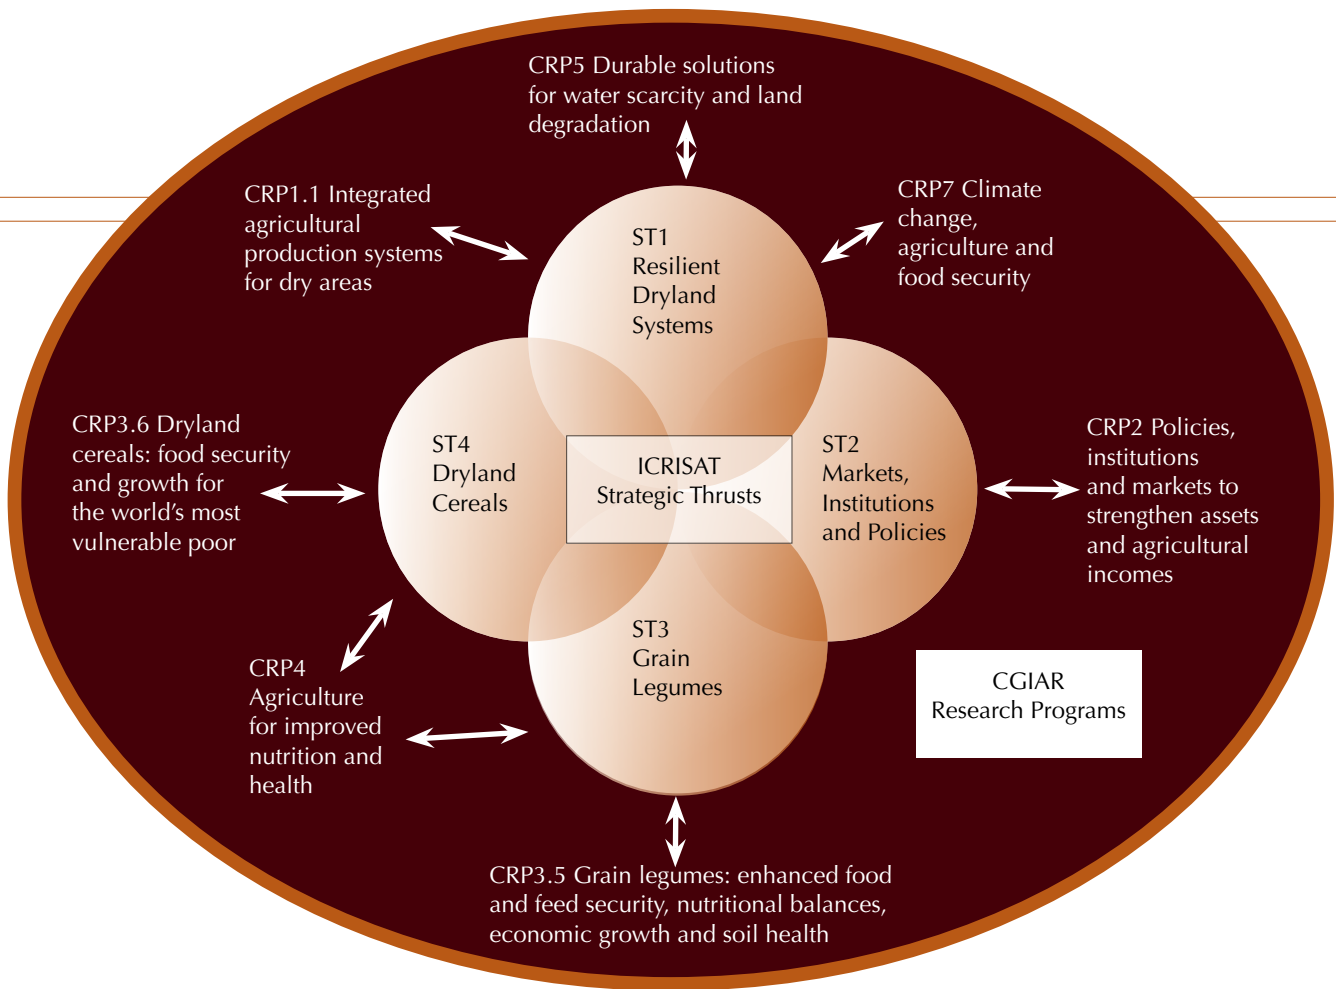 CRP5 Durable solutions
for water scarcity and land
degradation
CRP1.1 Integrated
agricultural
production systems
for dry areas
CRP7 Climate
change,
agriculture and
food security
ST1
Resilient
Dryland
Systems
CRP3.6 Dryland
cereals: food security
and growth for
the world’s most
vulnerable poor
ST4
Dryland
Cereals
ICRISAT
Strategic Thrusts
ST2
Markets,
Institutions
and Policies
CRP2 Policies,
institutions
and markets to
strengthen assets
and agricultural
incomes
ST3
Grain
Legumes
CRP4
Agriculture
for improved
nutrition and
health
CGIAR
Research Programs
CRP3.5 Grain legumes: enhanced food
and feed security, nutritional balances,
economic growth and soil health